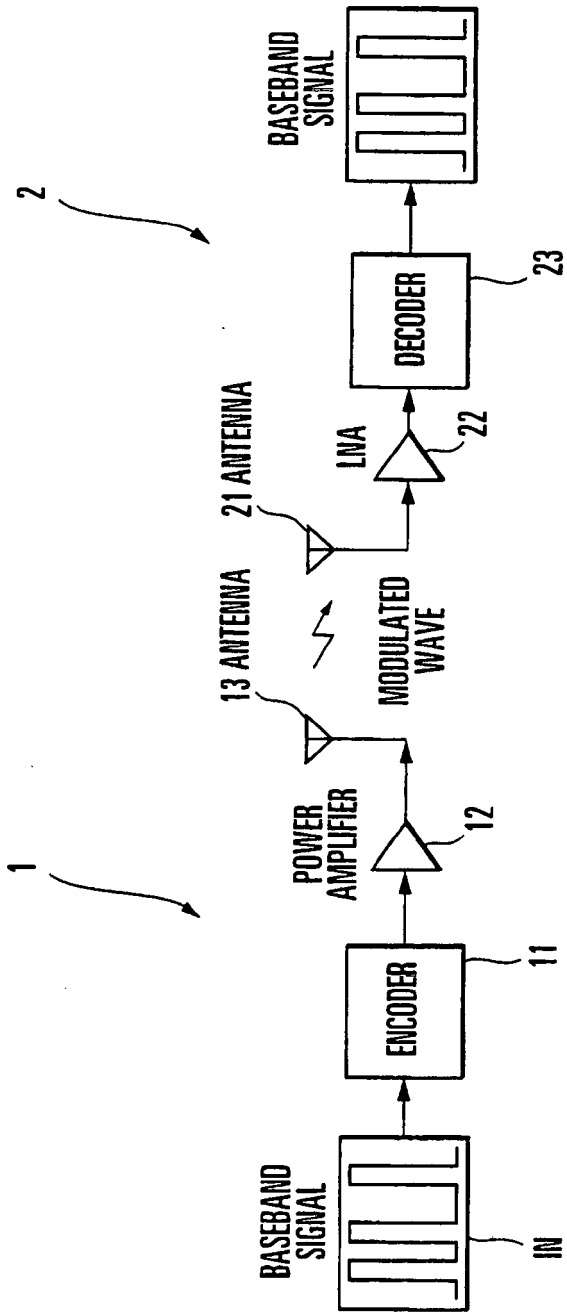 1
2
BASEBAND
SIGNAL
IN
ENCODER
11
POWER
AMPLIFIER
12
13 ANTENNA
MODULATED
WAVE
21 ANTENNA
LNA
22
DECODER
23
BASEBAND
SIGNAL